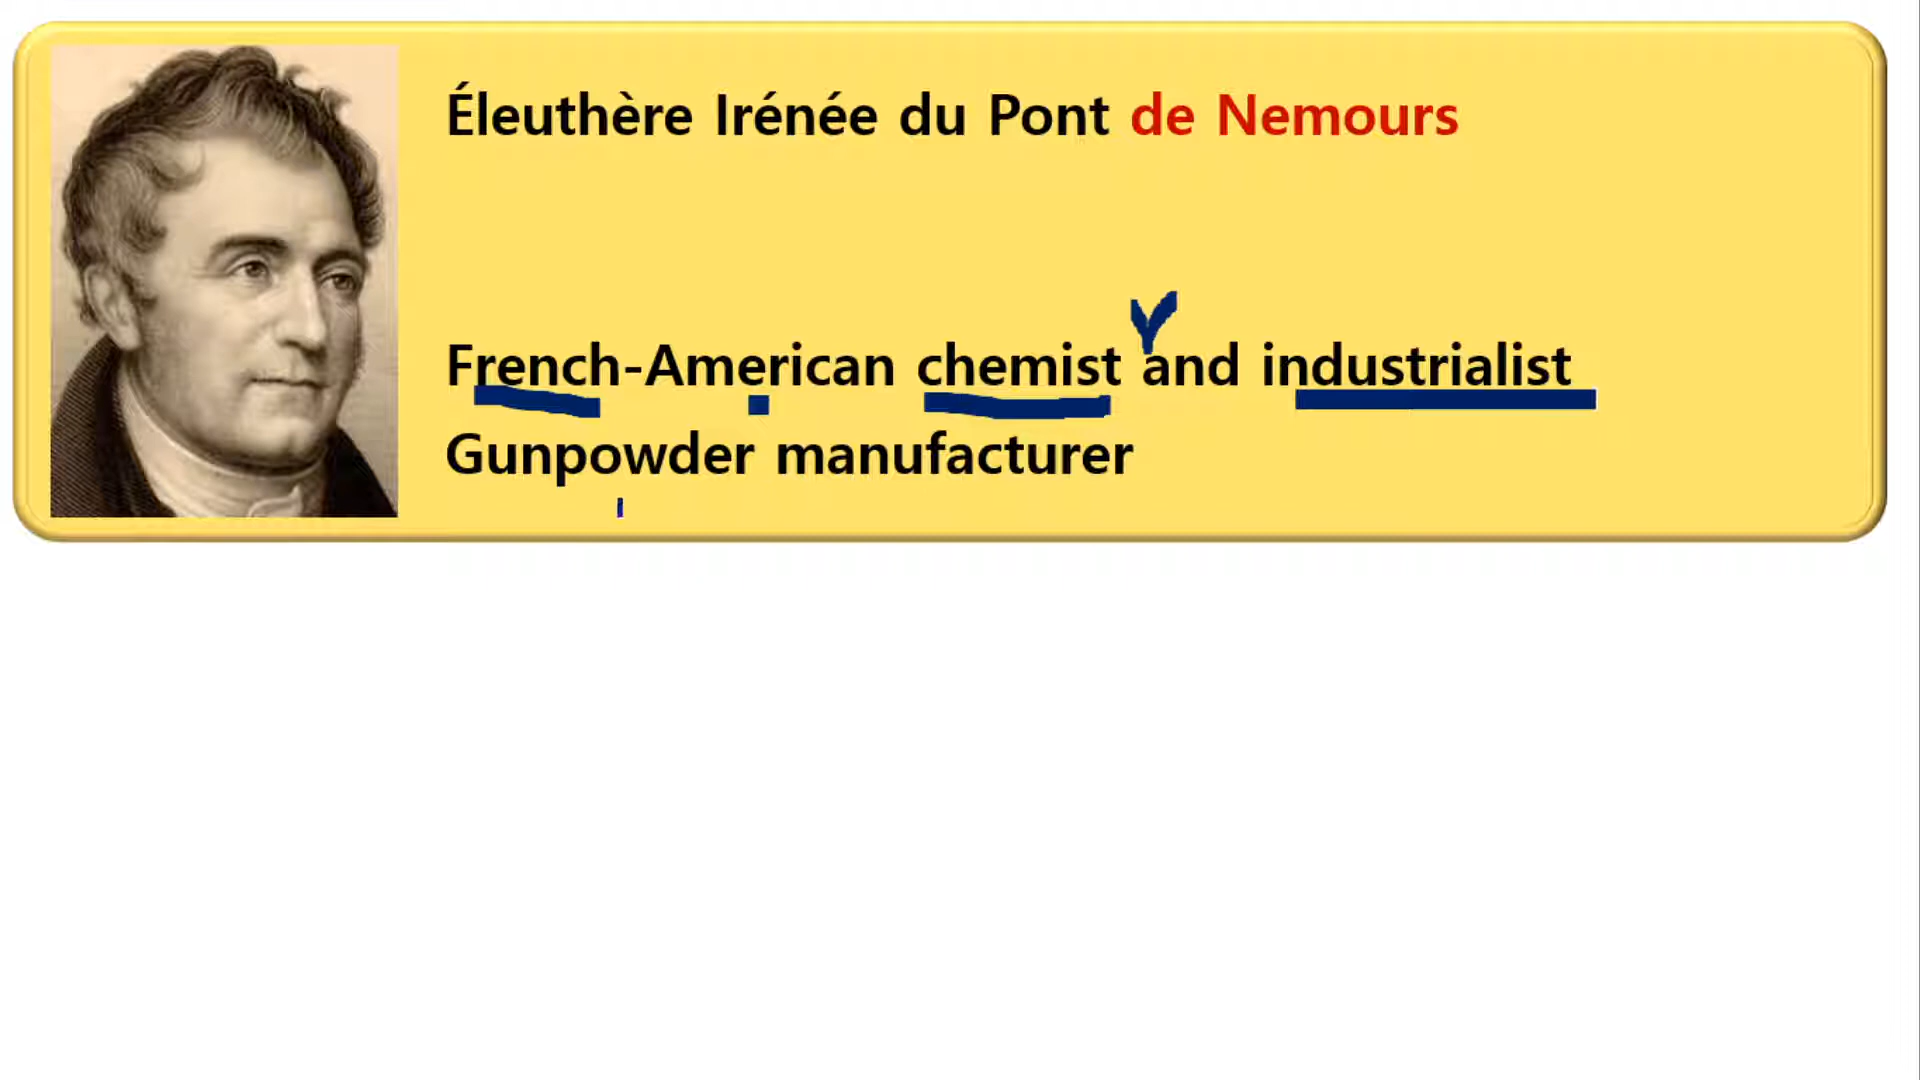 Éleuthère Irénée du Pont de Nemours
French-American chemist and industrialist
Gunpowder manufacturer